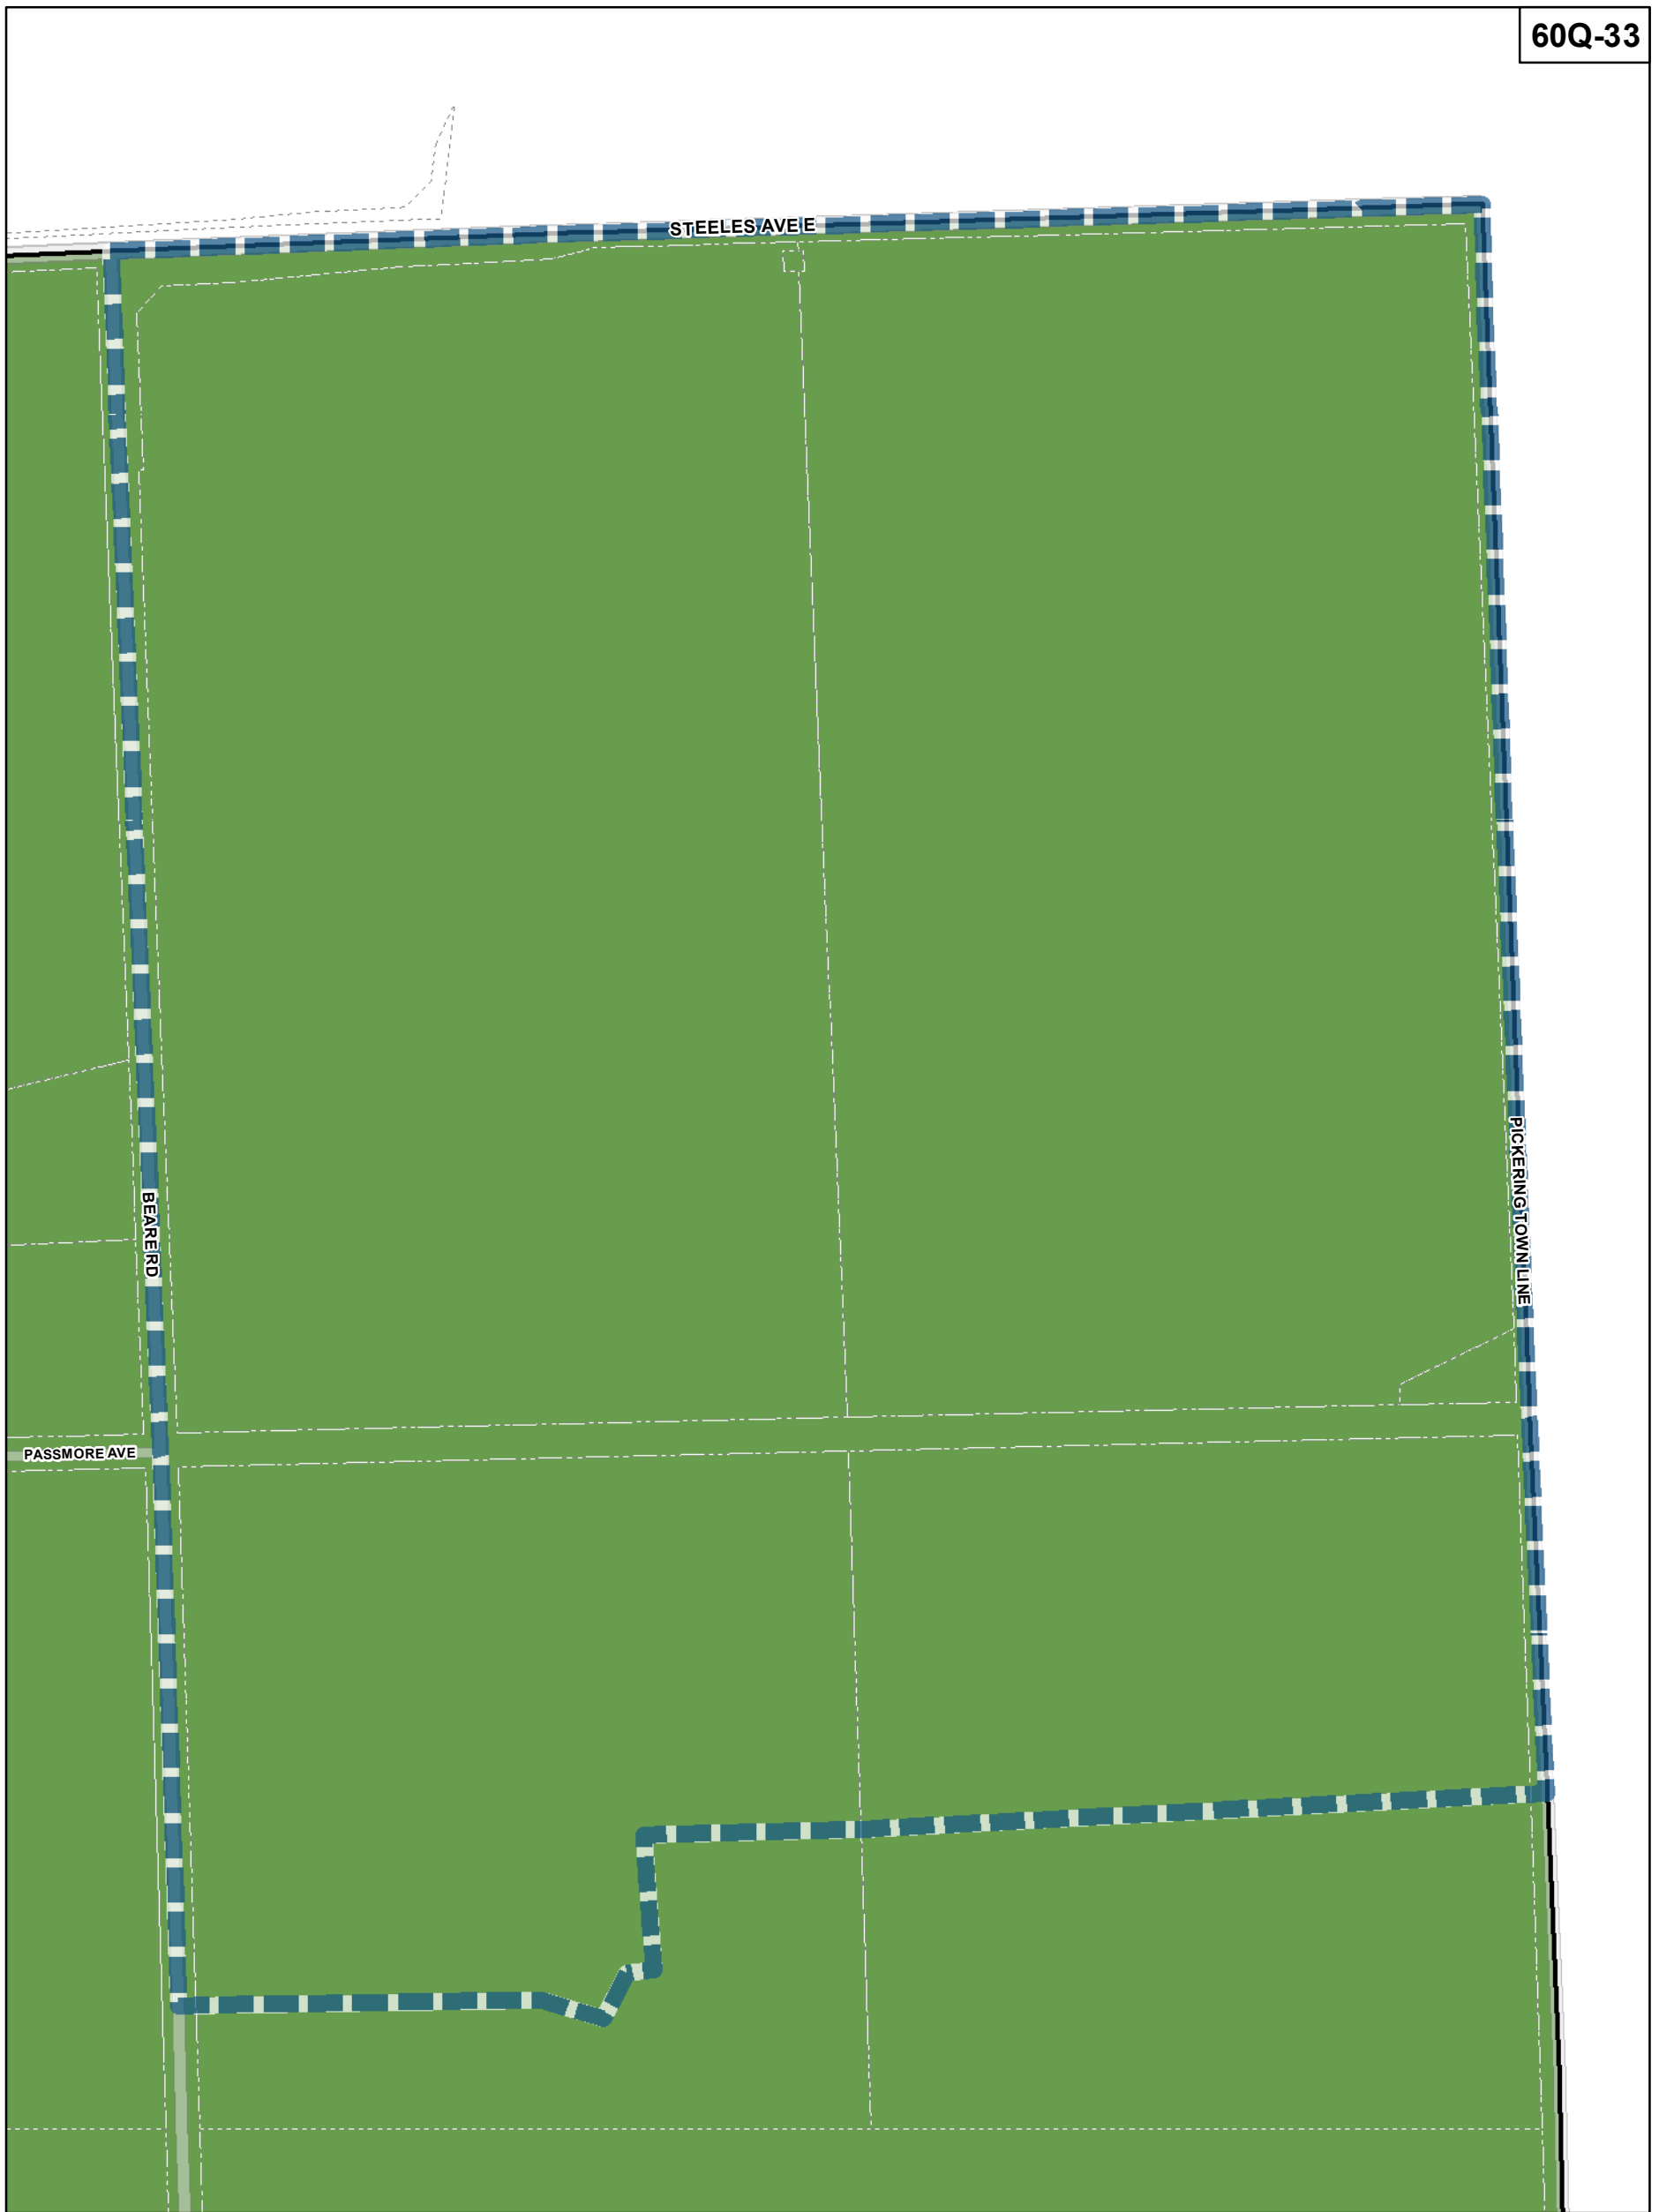 60Q-33
STEELES AVE E
PICKERING TOWN LINE
BEARE RD
PASSMORE AVE